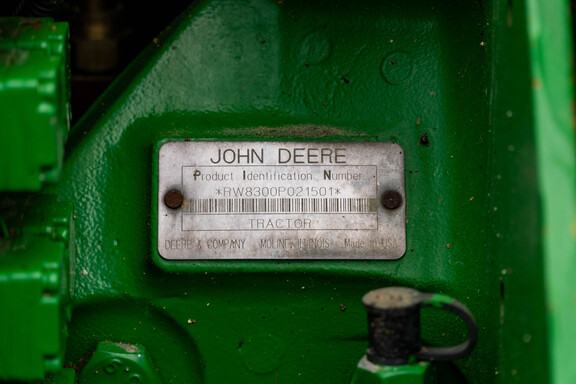 JOHN DEERE
Product Identification Number
*RW8300P021501*
TRACTOR
DEERE & COMPANY MOLINE, ILLINOIS Made in USA